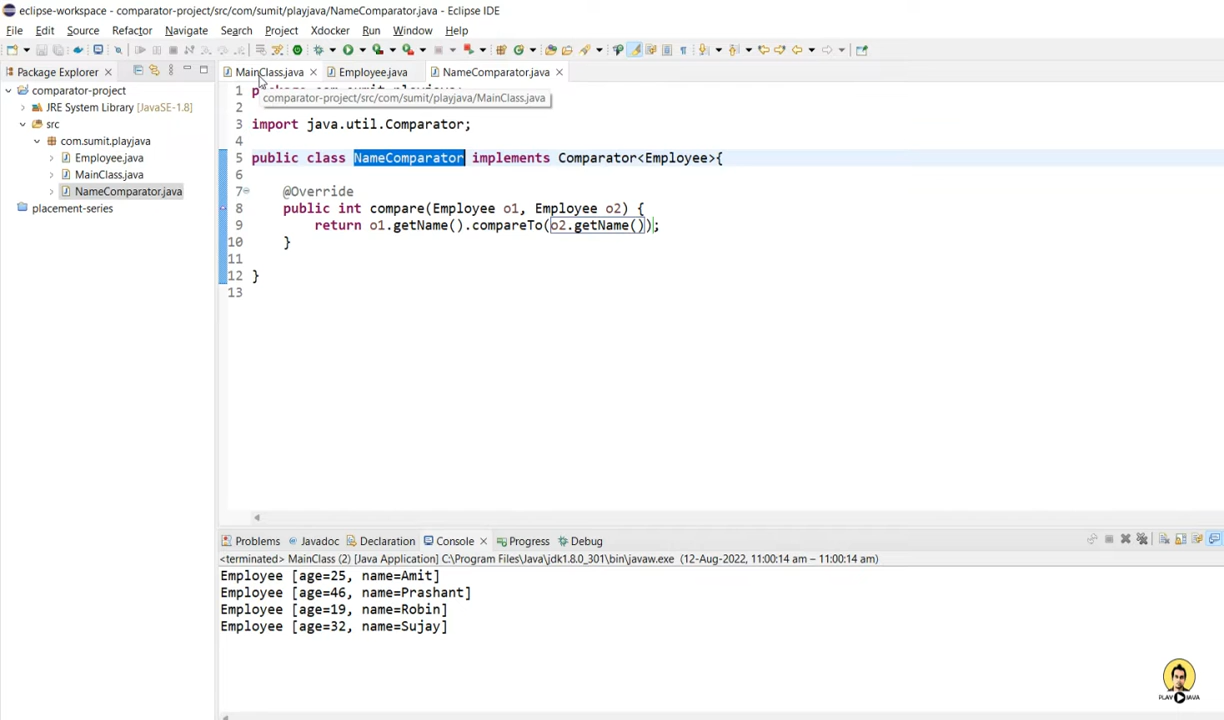 eclipse-workspace - comparator-project/src/com/sumit/playjava/NameComparator.java - Eclipse IDE
File Edit Source Refactor Navigate Search Project Xdocker Run Window Help
Package Explorer
MainClass.java Employee.java NameComparator.java
comparator-project
JRE System Library [JavaSE-1.8]
src
com.sumit.playjava
Employee.java
MainClass.java
NameComparator.java
placement-series
comparator-project/src/com/sumit/playjava/MainClass.java
1
2
3 import java.util.Comparator;
4
5 public class NameComparator implements Comparator<Employee>{
6
7 @Override
8 public int compare(Employee o1, Employee o2) {
9 return o1.getName().compareTo(o2.getName());
10 }
11
12 }
13
Problems Javadoc Declaration Console Progress Debug
<terminated> MainClass (2) [Java Application] C:\Program Files\Java\jdk1.8.0_301\bin\javaw.exe (12-Aug-2022, 11:00:14 am – 11:00:14 am)
Employee [age=25, name=Amit]
Employee [age=46, name=Prashant]
Employee [age=19, name=Robin]
Employee [age=32, name=Sujay]
PLAY JAVA